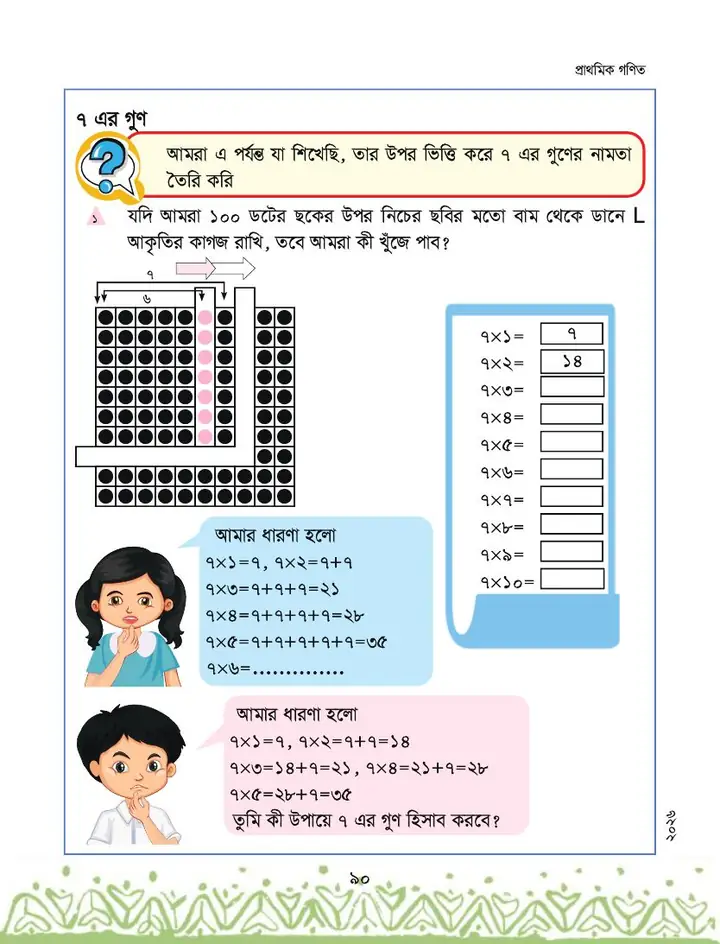 প্রাথমিক গণিত
৭ এর গুণ
আমরা এ পর্যন্ত যা শিখেছি, তার উপর ভিত্তি করে ৭ এর গুণের নামতা
তৈরি করি
১ যদি আমরা ১০০ ডটের ছকের উপর নিচের ছবির মতো বাম থেকে ডানে L
আকৃতির কাগজ রাখি, তবে আমরা কী খুঁজে পাব?
৭
৬
৭×১= ৭
৭×২= ১৪
৭×৩=
৭×৪=
৭×৫=
৭×৬=
৭×৭=
৭×৮=
৭×৯=
৭×১০=
আমার ধারণা হলো
৭×১=৭, ৭×২=৭+৭
৭×৩=৭+৭+৭=২১
৭×৪=৭+৭+৭+৭=২৮
৭×৫=৭+৭+৭+৭+৭=৩৫
৭×৬=..............
আমার ধারণা হলো
৭×১=৭, ৭×২=৭+৭=১৪
৭×৩=১৪+৭=২১, ৭×৪=২১+৭=২৮
৭×৫=২৮+৭=৩৫
তুমি কী উপায়ে ৭ এর গুণ হিসাব করবে?
২০২৬
৯০